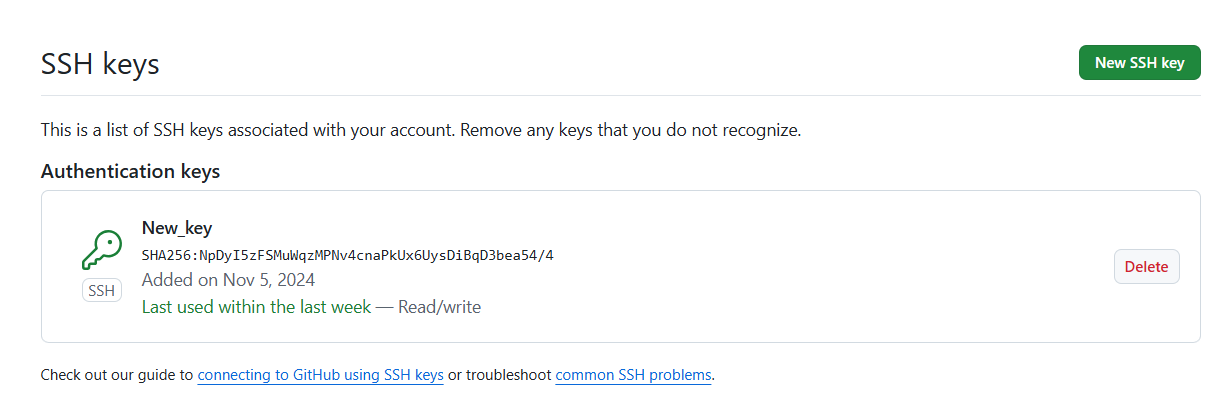 SSH keys
New SSH key
This is a list of SSH keys associated with your account. Remove any keys that you do not recognize.
Authentication keys
New_key
SHA256:NpDyI5zFSMuWqzMPNv4cnaPkUx6UysDiBqD3bea54/4
Added on Nov 5, 2024
Last used within the last week — Read/write
SSH
Delete
Check out our guide to connecting to GitHub using SSH keys or troubleshoot common SSH problems.